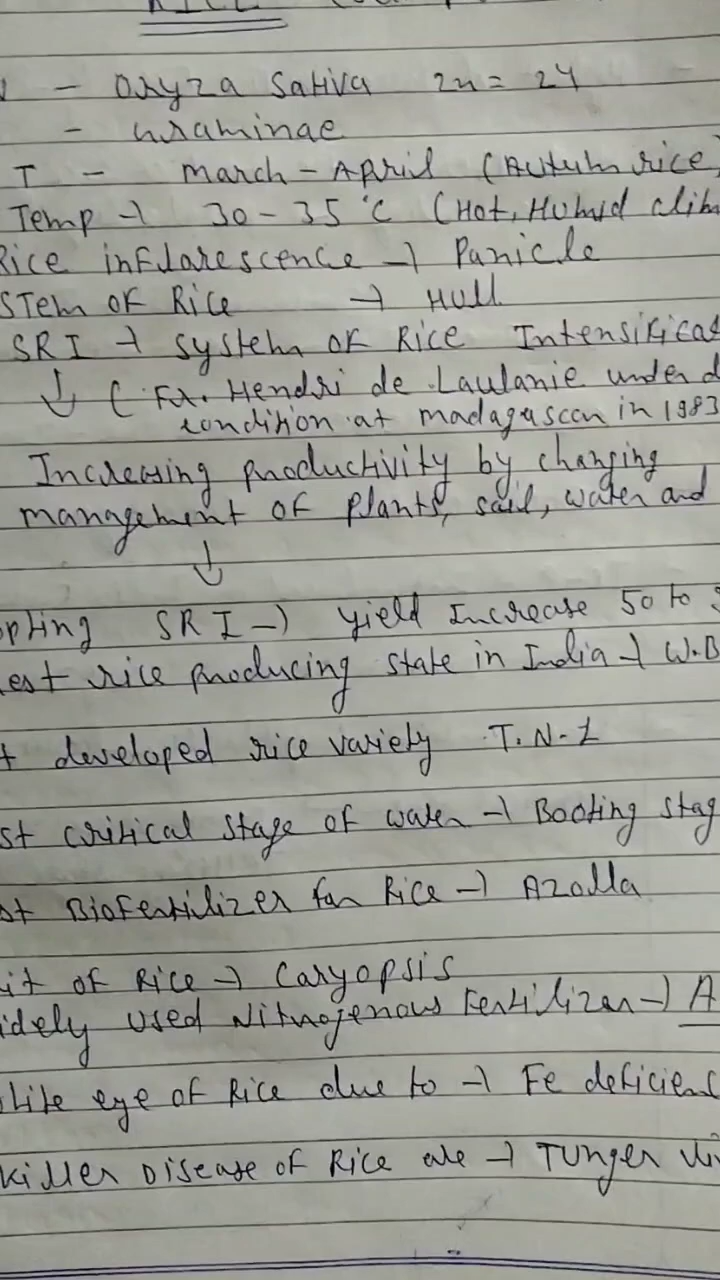 - Oryza Sativa 2n = 24
- Graminae
T - March - April (Autumn rice,
Temp → 30 - 35 °C (Hot, Humid clim
Rice inflorescence → Panicle
STem of Rice → Hull
SRI → system of Rice Intensificat
↓ (Fr. Hendri de Laulanie under d
condition at madagascar in 1983
Increasing productivity by changing
management of Plants, soil, water and
↓
opting SRI → yield Increase 50 to
est rice producing state in India → W.B
t developed rice variety T.N-1
st critical stage of water → Booting stag
st BioFertilizer for Rice → Azolla
it of Rice → Caryopsis
idely used Nitrogenous Fertilizer → A
lite eye of Rice due to → Fe deficienc
killer Disease of Rice are → Tunger vi